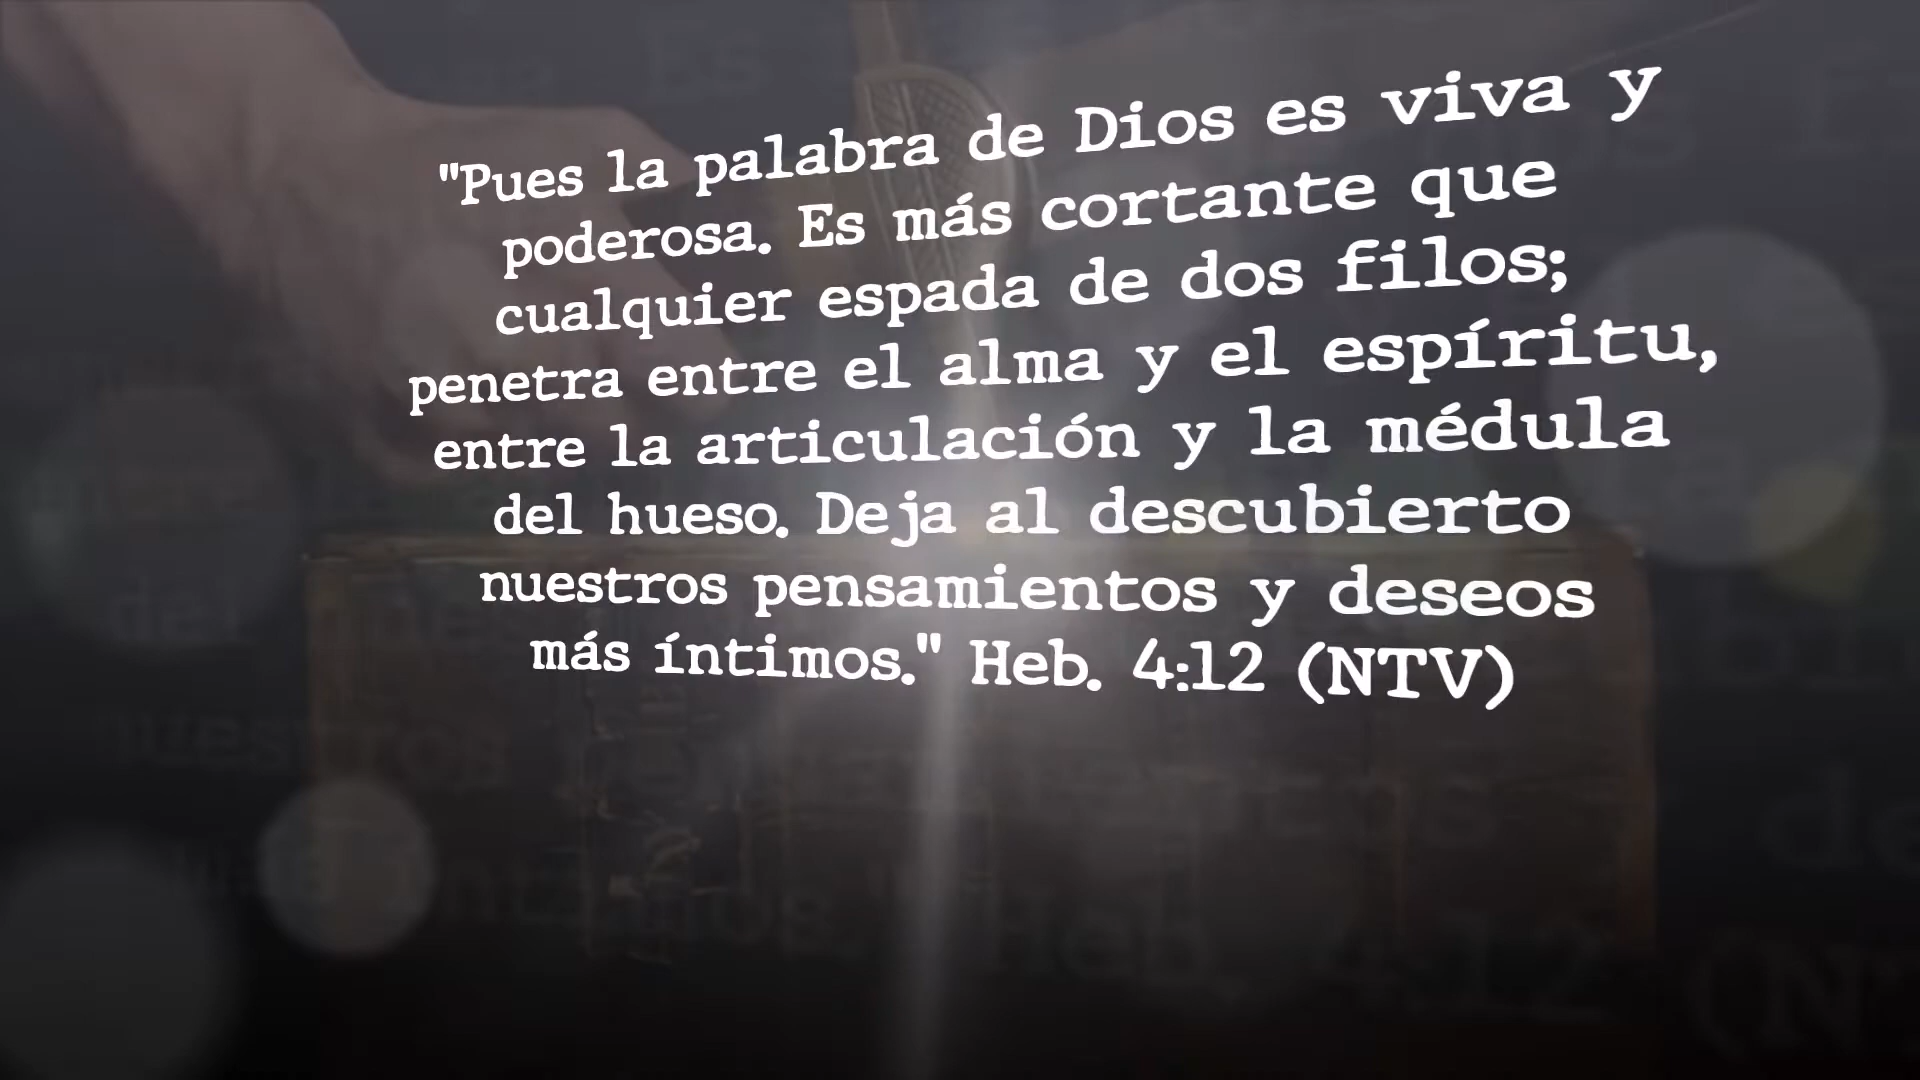 "Pues la palabra de Dios es viva y
poderosa. Es más cortante que
cualquier espada de dos filos;
penetra entre el alma y el espíritu,
entre la articulación y la médula
del hueso. Deja al descubierto
nuestros pensamientos y deseos
más íntimos." Heb. 4:12 (NTV)